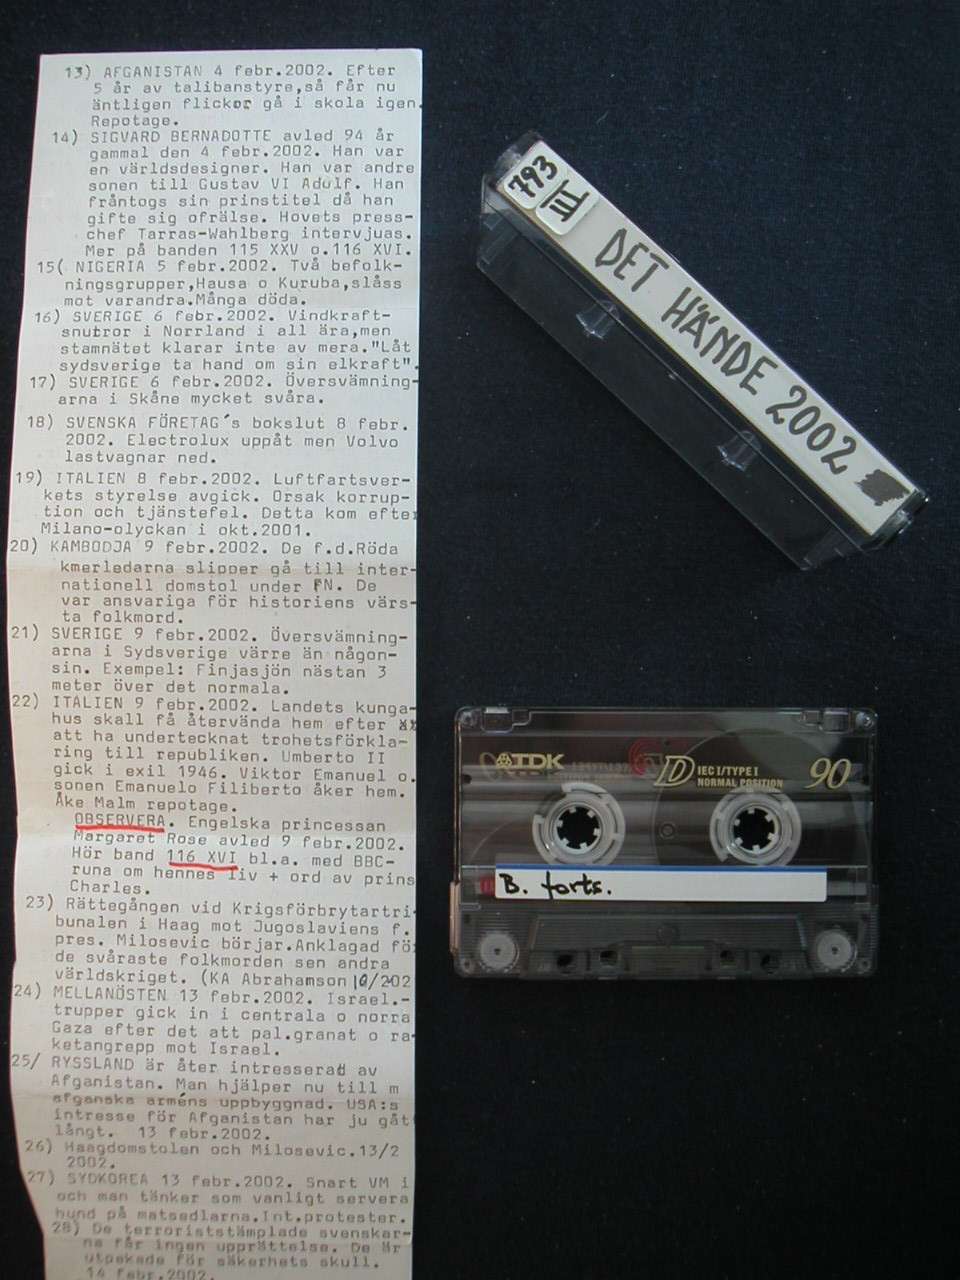 13) AFGANISTAN 4 febr.2002. Efter
5 år av talibanstyre,så får nu
äntligen flickor gå i skola igen.
Repotage.
14) SIGVARD BERNADOTTE avled 94 år
gammal den 4 febr.2002. Han var
en världsdesigner. Han var andre
sonen till Gustav VI Adolf. Han
fråntogs sin prinstitel då han
gifte sig ofrälse. Hovets press-
chef Tarras-Wahlberg intervjuas.
Mer på banden 115 XXV o.116 XVI.
15( NIGERIA 5 febr.2002. Två befolk-
ningsgrupper,Hausa o Kuruba,slåss
mot varandra.Många döda.
16) SVERIGE 6 febr.2002. Vindkraft-
snurror i Norrland i all ära,men
stamnätet klarar inte av mera."Låt
sydsverige ta hand om sin elkraft".
17) SVERIGE 6 febr.2002. Översvämning-
arna i Skåne mycket svåra.
18) SVENSKA FÖRETAG´s bokslut 8 febr.
2002. Electrolux uppåt men Volvo
lastvagnar ned.
19) ITALIEN 8 febr.2002. Luftfartsver-
kets styrelse avgick. Orsak korrup-
tion och tjänstefel. Detta kom efter
Milano-olyckan i okt.2001.
20) KAMBODJA 9 febr.2002. De f.d.Röda
kmerledarna slipper gå till inter-
nationell domstol under FN. De
var ansvariga för historiens värs-
ta folkmord.
21) SVERIGE 9 febr.2002. Översvämning-
arna i Sydsverige värre än någon-
sin. Exempel: Finjasjön nästan 3
meter över det normala.
22) ITALIEN 9 febr.2002. Landets kunga-
hus skall få återvända hem efter
att ha undertecknat trohetsförkla-
ring till republiken. Umberto II
gick i exil 1946. Viktor Emanuel o.
sonen Emanuelo Filiberto åker hem.
Åke Malm repotage.
OBSERVERA. Engelska princessan
Margaret Rose avled 9 febr.2002.
Hör band 116 XVI bl.a. med BBC-
runa om hennes liv + ord av prins
Charles.
23) Rättegången vid Krigsförbrytartri-
bunalen i Haag mot Jugoslaviens f.
pres. Milosevic börjar.Anklagad fö
de svåraste folkmorden sen andra
världskriget. (KA Abrahamson 10/202
24) MELLANÖSTEN 13 febr.2002. Israel.-
trupper gick in i centrala o norra
Gaza efter det att pal.granat o ra-
ketangrepp mot Israel.
25/ RYSSLAND är åter intresserad av
Afganistan. Man hjälper nu till m
afganska arméns uppbyggnad. USA:s
intresse för Afganistan har ju gått
långt. 13 febr.2002.
26) Haagdomstolen och Milosevic.13/2
2002.
27) SYDKOREA 13 febr.2002. Snart VM i
och man tänker som vanligt servera
hund på matsedlarna.Int.protester.
28) De terroriststämplade svenskar-
na får ingen upprättelse. De är
utpekade för säkerhets skull.
14 febr.2002.
793
III
DET HÄNDE 2002
TDK
D IEC I/TYPE I
NORMAL POSITION
90
B. forts.